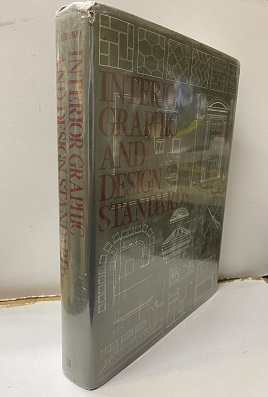 INTERIOR
GRAPHIC
AND
DESIGN
STANDARDS
INTERIOR GRAPHIC
AND DESIGN STANDARDS